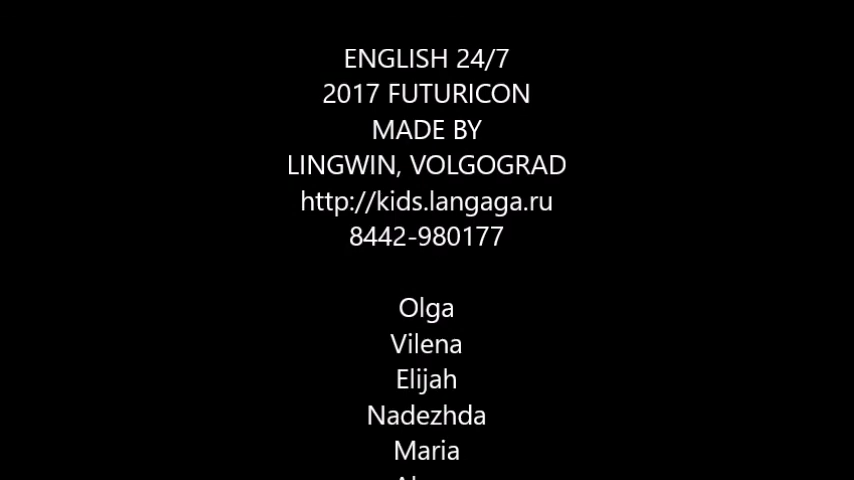 ENGLISH 24/7
2017 FUTURICON
MADE BY
LINGWIN, VOLGOGRAD
http://kids.langaga.ru
8442-980177
Olga
Vilena
Elijah
Nadezhda
Maria